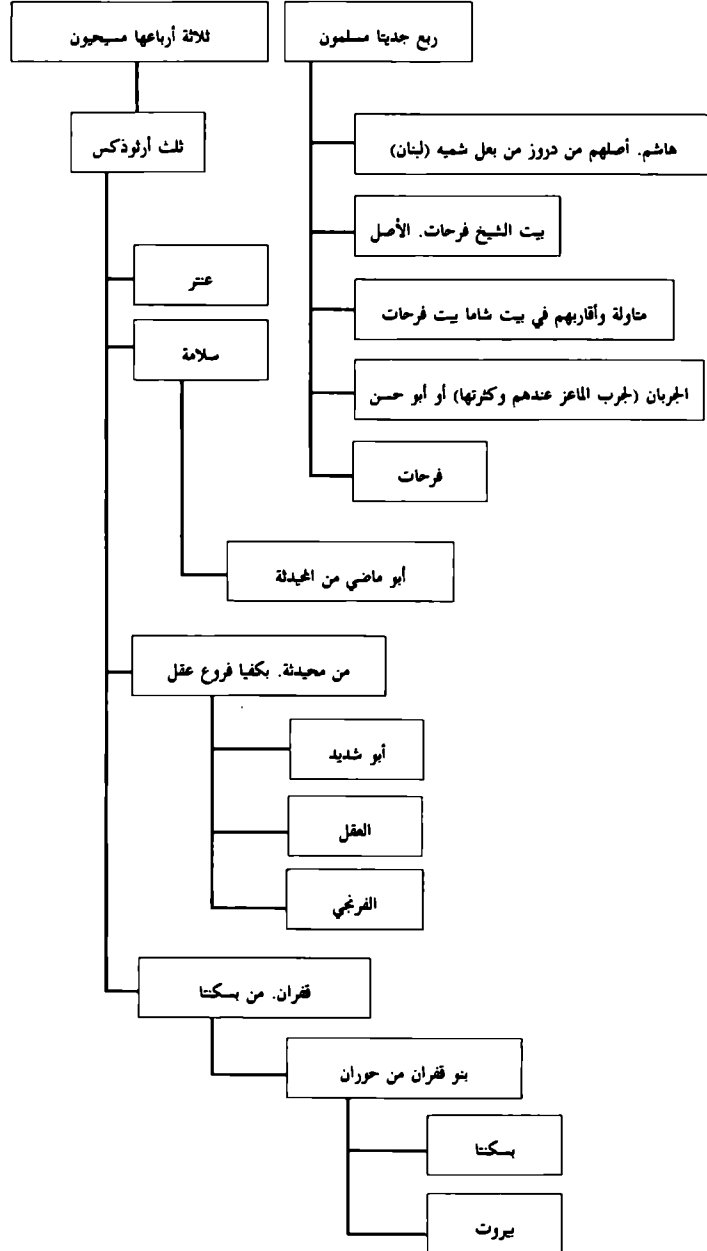 ربع جديتا مسلمون
هاشم. أصلهم من دروز من بعل شميه (لبنان)
بيت الشيخ فرحات. الأصل
متاولة وأقاربهم في بيت شاما بيت فرحات
الجربان (لجرب الماعز عندهم وكثرتها) أو أبو حسن
فرحات
ثلاثة أرباعها مسيحيون
ثلث أرثوذكس
عنتر
سلامة
أبو ماضي من المحيدثة
من محيدثة. بكفيا فروع عقل
أبو شديد
العقل
الفرنجي
قفران. من بسكنتا
بنو قفران من حوران
بسكنتا
بيروت